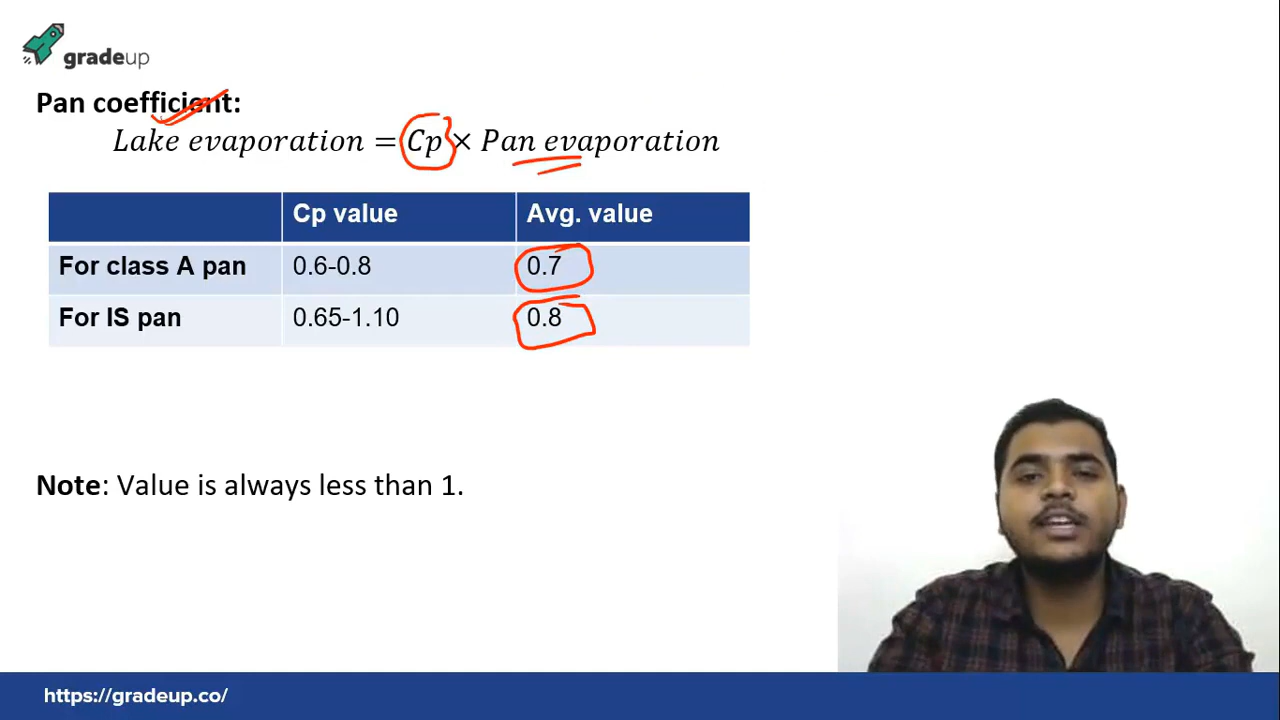 gradeup
Pan coefficient:
Lake evaporation = Cp × Pan evaporation
Cp value Avg. value
For class A pan 0.6-0.8 0.7
For IS pan 0.65-1.10 0.8
Note: Value is always less than 1.
https://gradeup.co/